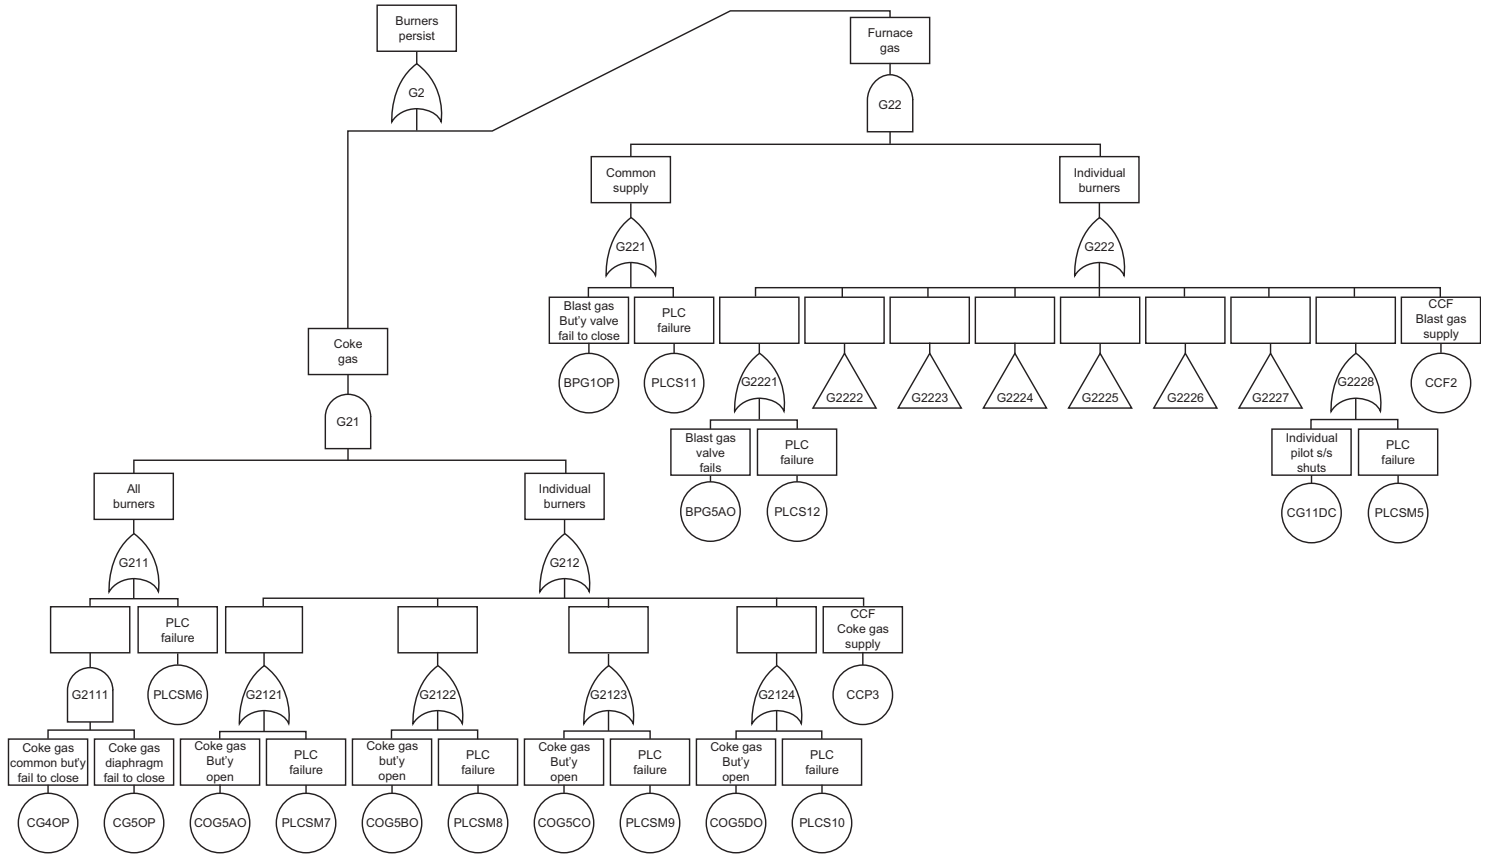 Burners
persist
G2
Furnace
gas
G22
Common
supply
Individual
burners
G221
G222
Blast gas
But'y valve
fail to close
PLC
failure
CCF
Blast gas
supply
BPG1OP
PLCS11
G2221
G2222
G2223
G2224
G2225
G2226
G2227
G2228
CCF2
Blast gas
valve
fails
PLC
failure
Individual
pilot s/s
shuts
PLC
failure
BPG5AO
PLCS12
CG11DC
PLCSM5
Coke
gas
G21
All
burners
Individual
burners
G211
G212
PLC
failure
CCF
Coke gas
supply
G2111
PLCSM6
G2121
G2122
G2123
G2124
CCP3
Coke gas
common but'y
fail to close
Coke gas
diaphragm
fail to close
Coke gas
But'y
open
PLC
failure
Coke gas
but'y
open
PLC
failure
Coke gas
But'y
open
PLC
failure
Coke gas
But'y
open
PLC
failure
CG4OP
CG5OP
COG5AO
PLCSM7
COG5BO
PLCSM8
COG5CO
PLCSM9
COG5DO
PLCS10